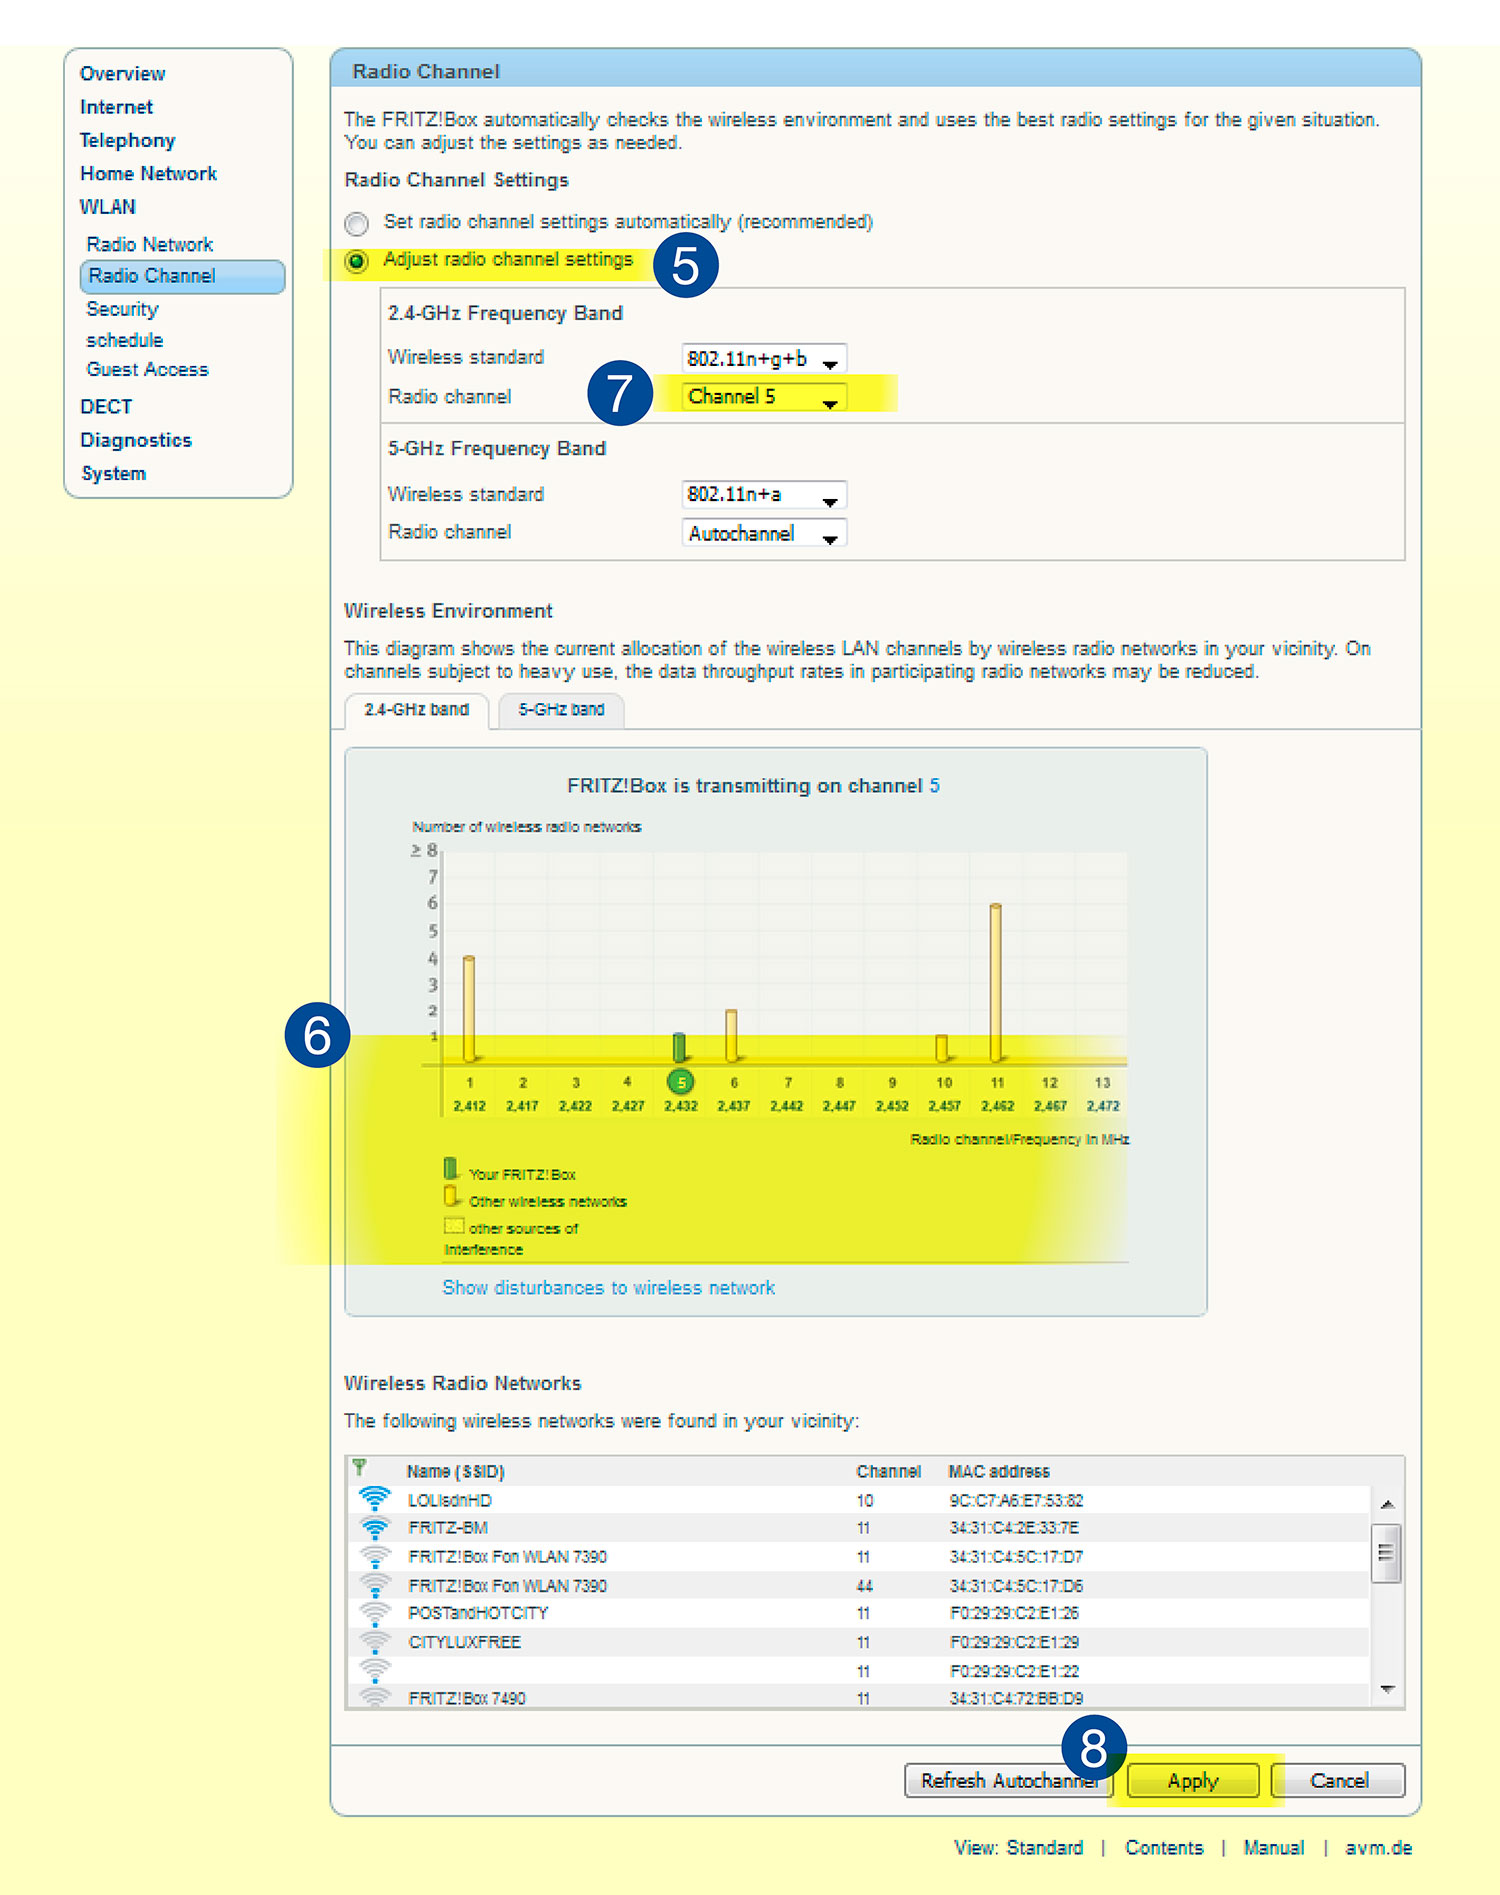 Overview
Internet
Telephony
Home Network
WLAN
Radio Network
Radio Channel
Security
schedule
Guest Access
DECT
Diagnostics
System
Radio Channel
The FRITZ!Box automatically checks the wireless environment and uses the best radio settings for the given situation.
You can adjust the settings as needed.
Radio Channel Settings
Set radio channel settings automatically (recommended)
Adjust radio channel settings
5
2.4-GHz Frequency Band
Wireless standard 802.11n+g+b
Radio channel 7 Channel 5
5-GHz Frequency Band
Wireless standard 802.11n+a
Radio channel Autochannel
Wireless Environment
This diagram shows the current allocation of the wireless LAN channels by wireless radio networks in your vicinity. On
channels subject to heavy use, the data throughput rates in participating radio networks may be reduced.
2.4-GHz band 5-GHz band
FRITZ!Box is transmitting on channel 5
Number of wireless radio networks
≥ 8
7
6
5
4
3
2
1
6
1 2 3 4 5 6 7 8 9 10 11 12 13
2,412 2,417 2,422 2,427 2,432 2,437 2,442 2,447 2,452 2,457 2,462 2,467 2,472
Radio channel/Frequency in MHz
Your FRITZ!Box
Other wireless networks
other sources of
interference
Show disturbances to wireless network
Wireless Radio Networks
The following wireless networks were found in your vicinity:
Name (SSID) Channel MAC address
LOLIsdnHD 10 9C:C7:A6:E7:53:82
FRITZ-BM 11 34:31:C4:2E:33:7E
FRITZ!Box Fon WLAN 7390 11 34:31:C4:5C:17:D7
FRITZ!Box Fon WLAN 7390 44 34:31:C4:5C:17:D6
POSTandHOTCITY 11 F0:29:29:C2:E1:26
CITYLUXFREE 11 F0:29:29:C2:E1:29
11 F0:29:29:C2:E1:22
FRITZ!Box 7490 11 34:31:C4:72:BB:D9
8
Refresh Autochannel Apply Cancel
View: Standard | Contents | Manual | avm.de